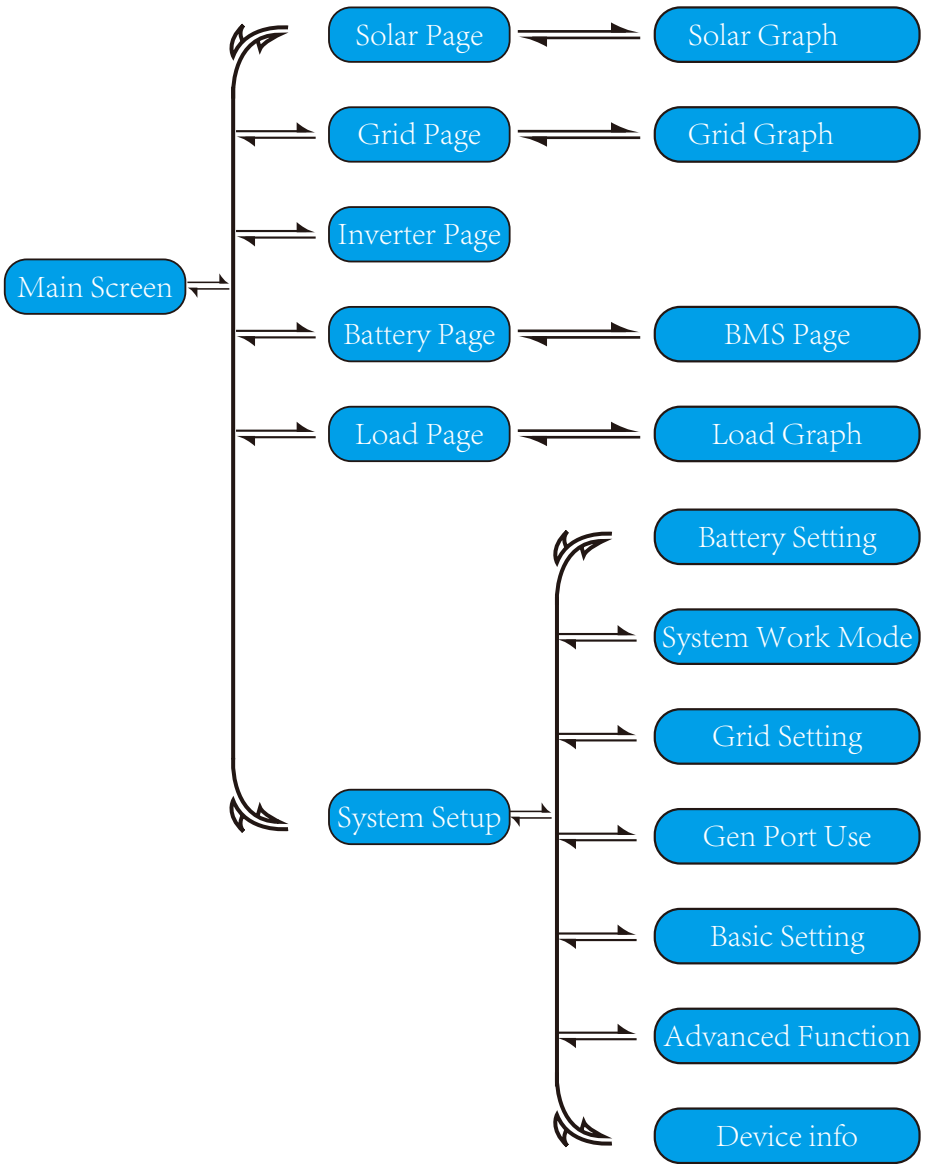 Solar Page
Solar Graph
Grid Page
Grid Graph
Inverter Page
Main Screen
Battery Page
BMS Page
Load Page
Load Graph
Battery Setting
System Work Mode
Grid Setting
System Setup
Gen Port Use
Basic Setting
Advanced Function
Device info